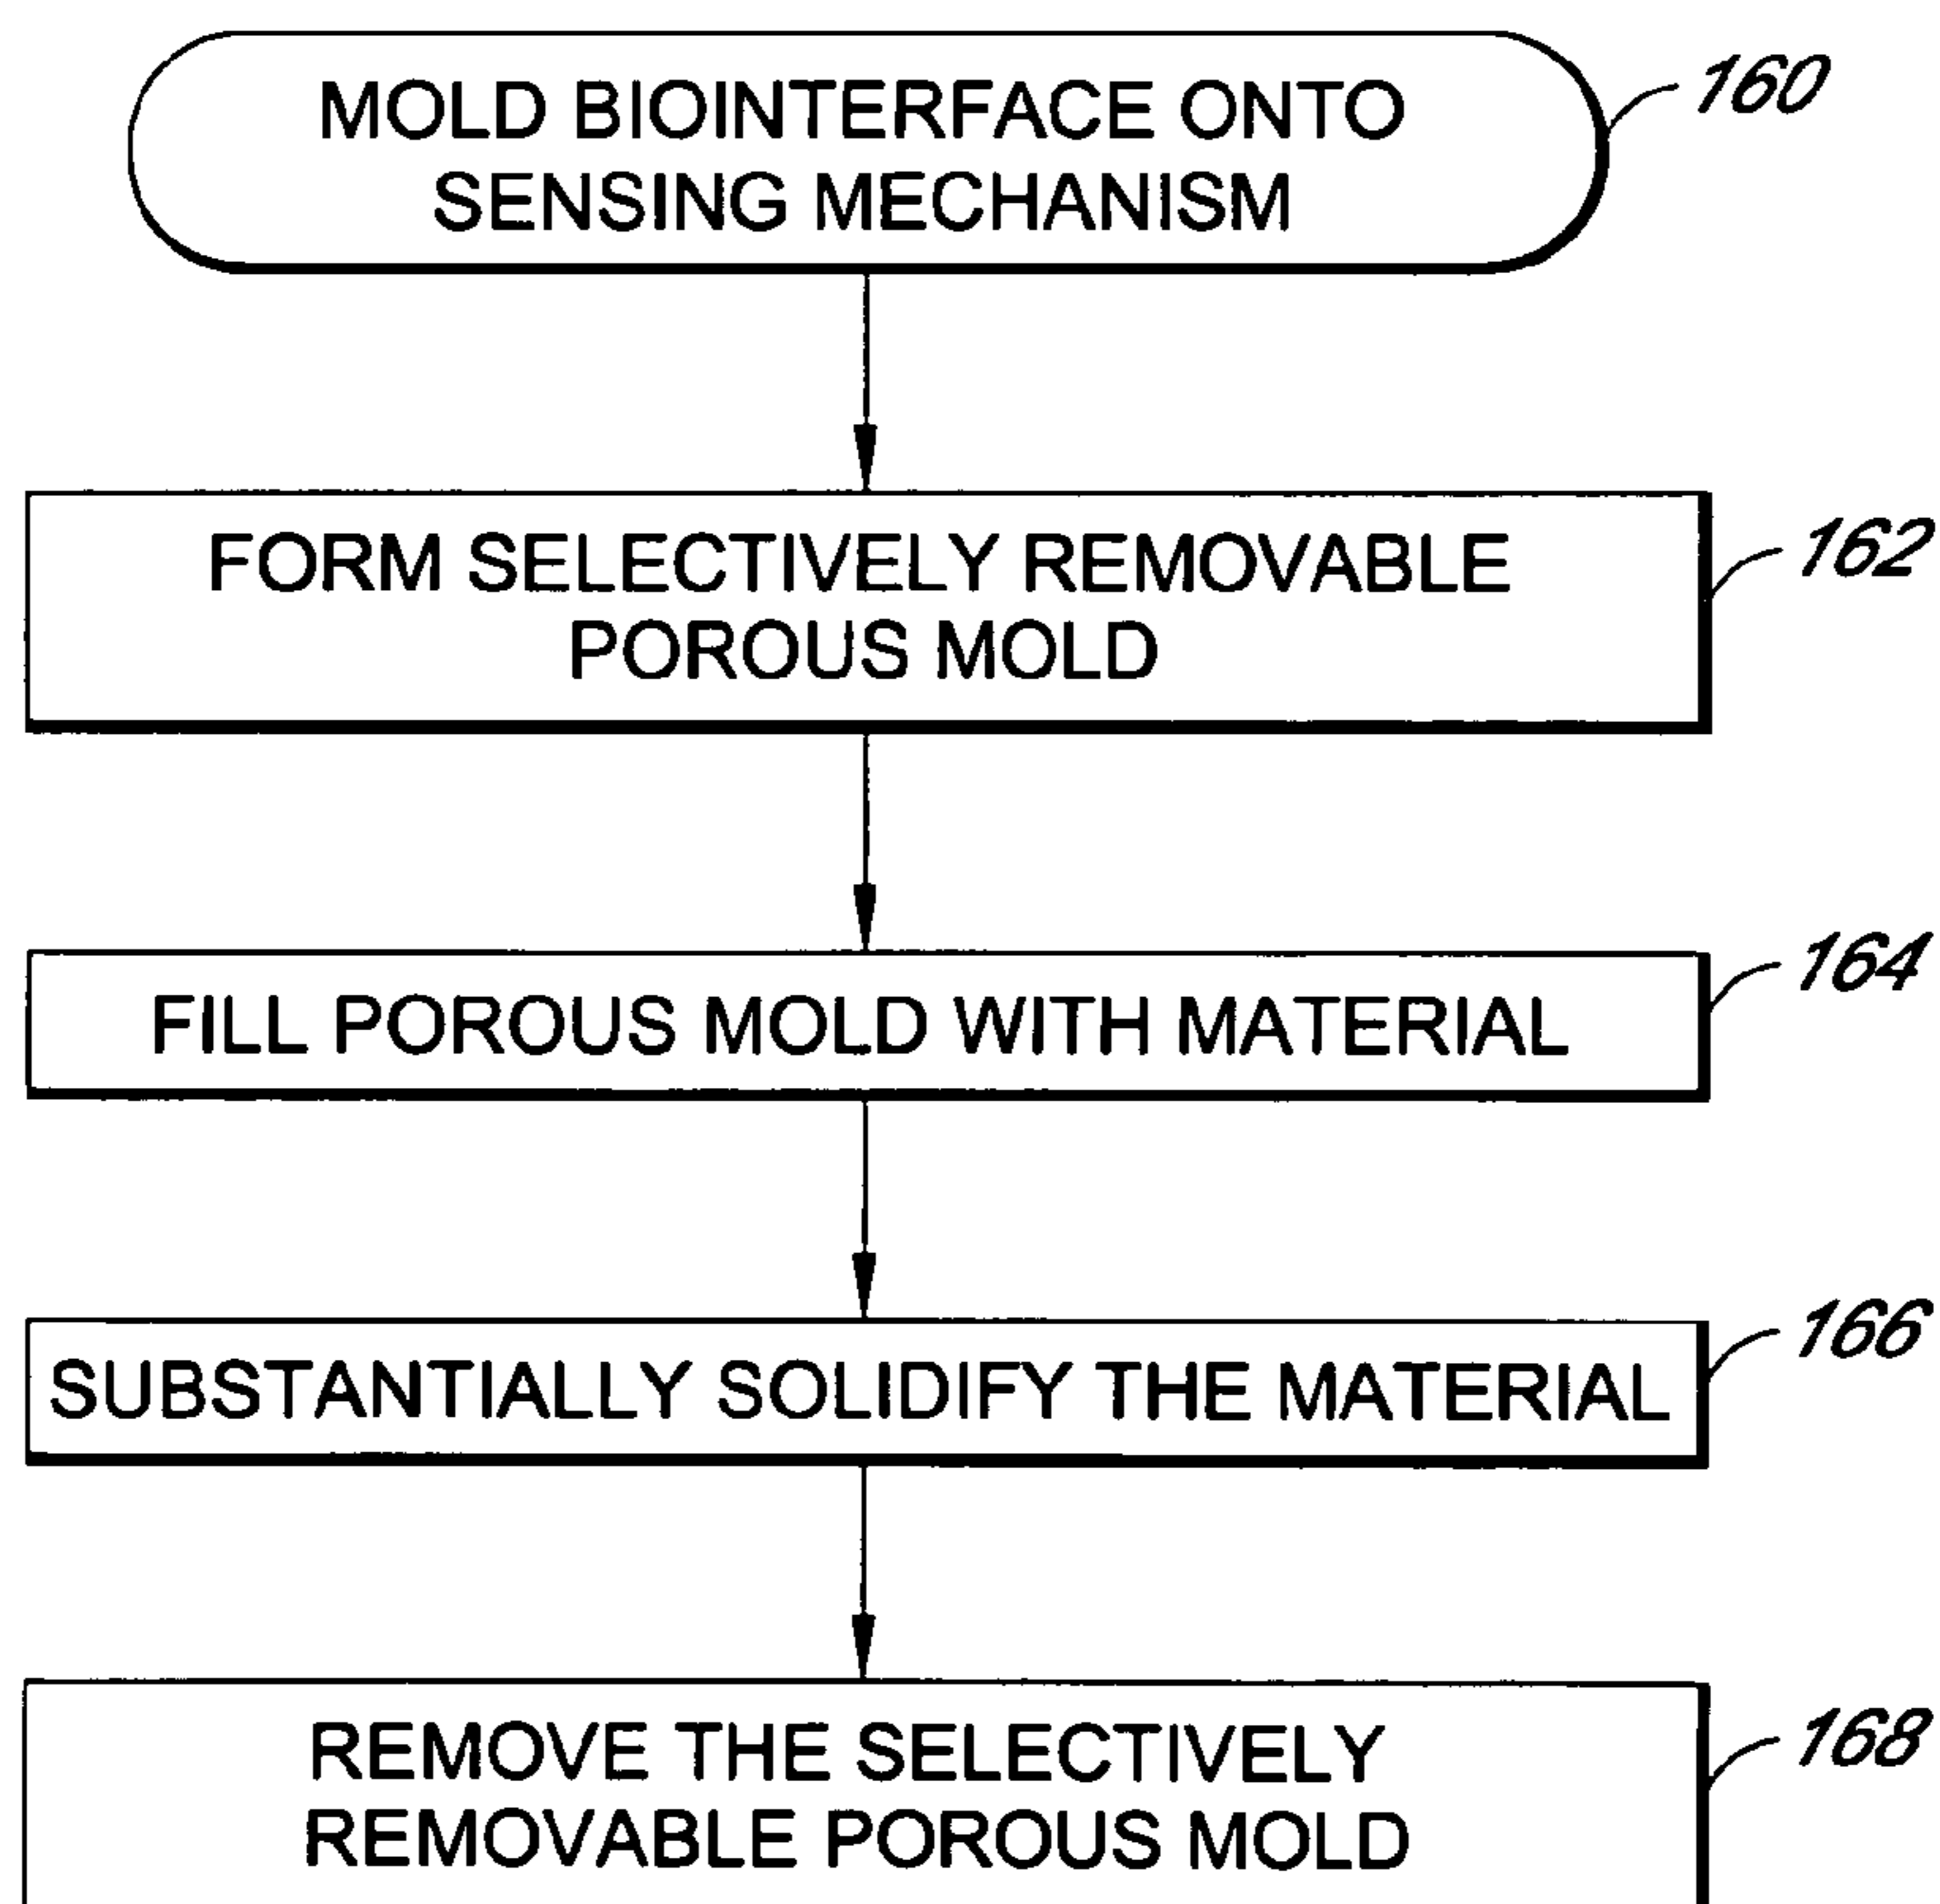 MOLD BIOINTERFACE ONTO
SENSING MECHANISM
160
FORM SELECTIVELY REMOVABLE
POROUS MOLD
162
FILL POROUS MOLD WITH MATERIAL
164
SUBSTANTIALLY SOLIDIFY THE MATERIAL
166
REMOVE THE SELECTIVELY
REMOVABLE POROUS MOLD
168